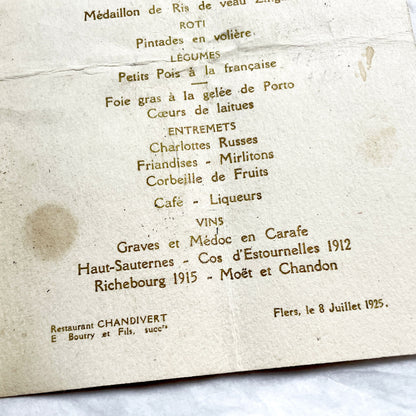 Médaillon de Ris de veau
ROTI
Pintades en volière
LÉGUMES
Petits Pois à la française
Foie gras à la gelée de Porto
Cœurs de laitues
ENTREMETS
Charlottes Russes
Friandises - Mirlitons
Corbeille de Fruits
Café - Liqueurs
VINS
Graves et Médoc en Carafe
Haut-Sauternes - Cos d'Estournelles 1912
Richebourg 1915 - Moët et Chandon
Restaurant CHANDIVERT
E Boutry et Fils, succrs
Flers, le 8 Juillet 1925.